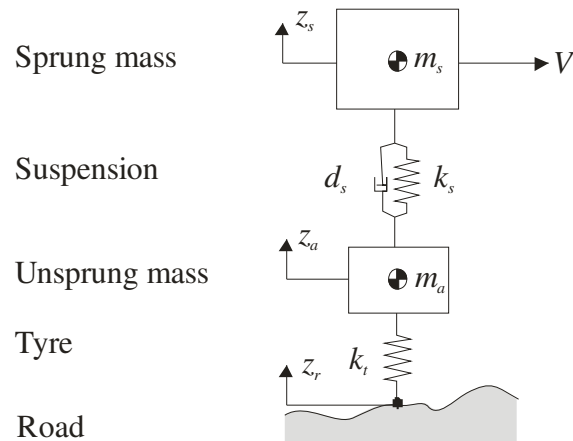 z_s
Sprung mass
m_s
V
Suspension
d_s
k_s
z_a
Unsprung mass
m_a
Tyre
k_t
z_r
Road